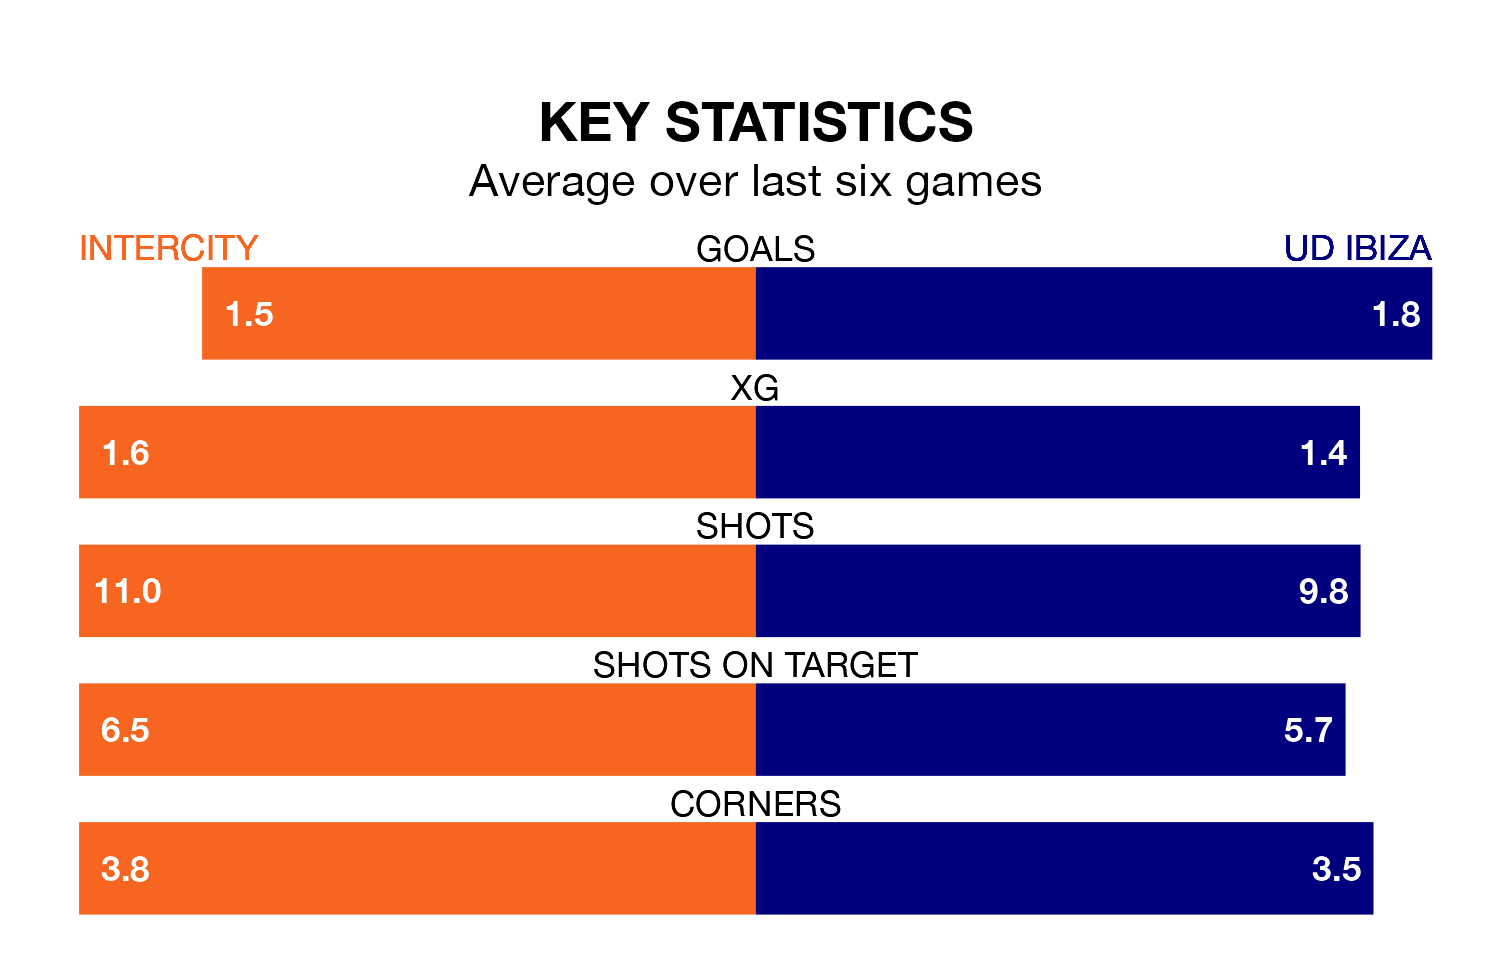 KEY STATISTICS
Average over last six games
INTERCITY GOALS UD IBIZA
1.5 1.8
XG
1.6 1.4
SHOTS
11.0 9.8
SHOTS ON TARGET
6.5 5.7
CORNERS
3.8 3.5